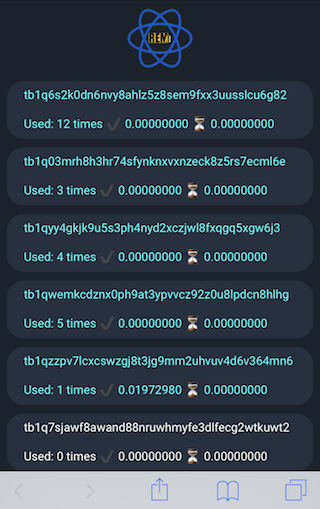 REMT
tb1q6s2k0dn6nvy8ahlz5z8sem9fxx3uusslcu6g82
Used: 12 times ✔ 0.00000000 ⏳ 0.00000000
tb1q03mrh8h3hr74sfynknxvxnzeck8z5rs7ecml6e
Used: 3 times ✔ 0.00000000 ⏳ 0.00000000
tb1qyy4gkjk9u5s3ph4nyd2xczjwl8fxqgq5xgw6j3
Used: 4 times ✔ 0.00000000 ⏳ 0.00000000
tb1qwemkcdznx0ph9at3ypvvcz92z0u8lpdcn8hlhg
Used: 5 times ✔ 0.00000000 ⏳ 0.00000000
tb1qzzpv7lcxcswzgj8t3jg9mm2uhvuv4d6v364mn6
Used: 1 times ✔ 0.01972980 ⏳ 0.00000000
tb1q7sjawf8awand88nruwhmyfe3dlfecg2wtkuwt2
Used: 0 times ✔ 0.00000000 ⏳ 0.00000000